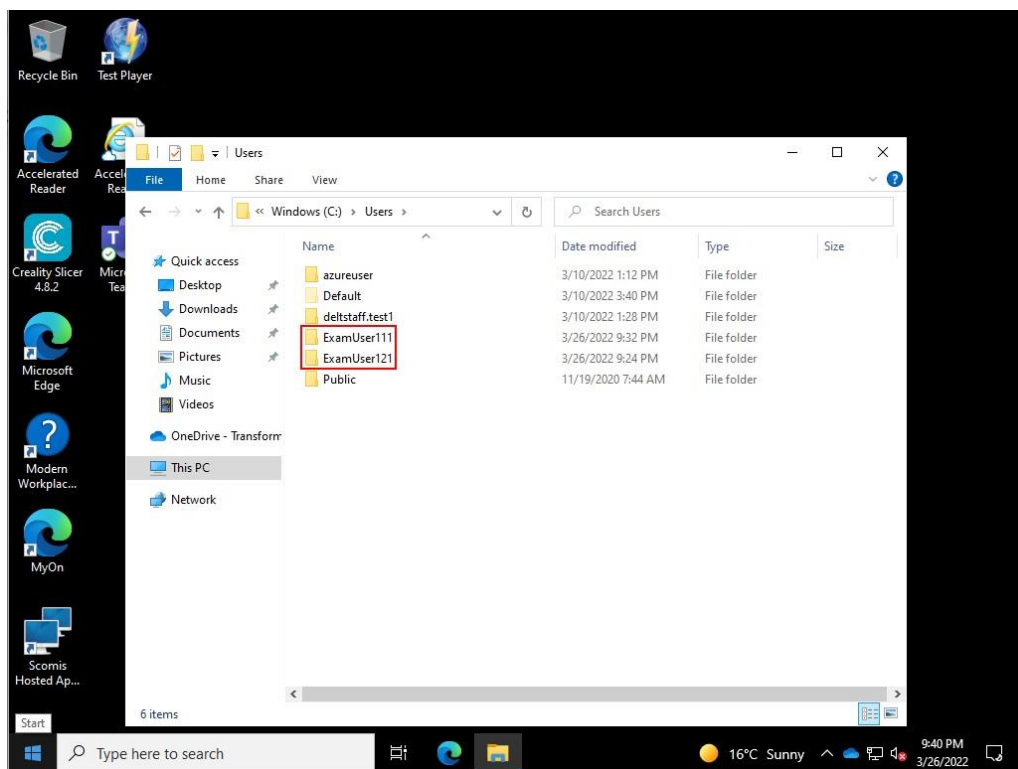 Recycle Bin
Test Player
Accelerated
Reader
Accel
Rea
Creality Slicer
4.8.2
Micr
Tea
Microsoft
Edge
Modern
Workplac...
MyOn
Scomis
Hosted Ap...
Start
Users
File Home Share View
« Windows (C:) › Users ›
Search Users
Name Date modified Type Size
Quick access
Desktop
Downloads
Documents
Pictures
Music
Videos
OneDrive - Transform
This PC
Network
azureuser 3/10/2022 1:12 PM File folder
Default 3/10/2022 3:40 PM File folder
deltstaff.test1 3/10/2022 1:28 PM File folder
ExamUser111 3/26/2022 9:32 PM File folder
ExamUser121 3/26/2022 9:24 PM File folder
Public 11/19/2020 7:44 AM File folder
6 items
Type here to search
16°C Sunny
9:40 PM
3/26/2022